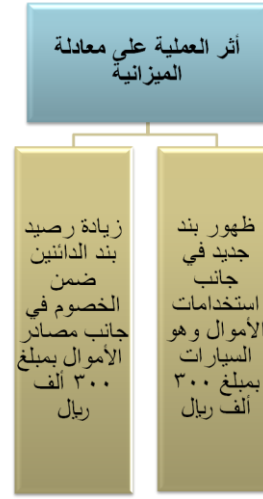 أثر العملية على معادلة
الميزانية
ظهور بند
جديد في
جانب
استخدامات
الأموال وهو
السيارات
بمبلغ ٣٠٠
ألف ريال
زيادة رصيد
بند الدائنين
ضمن
الخصوم في
جانب مصادر
الأموال بمبلغ
٣٠٠ ألف
ريال